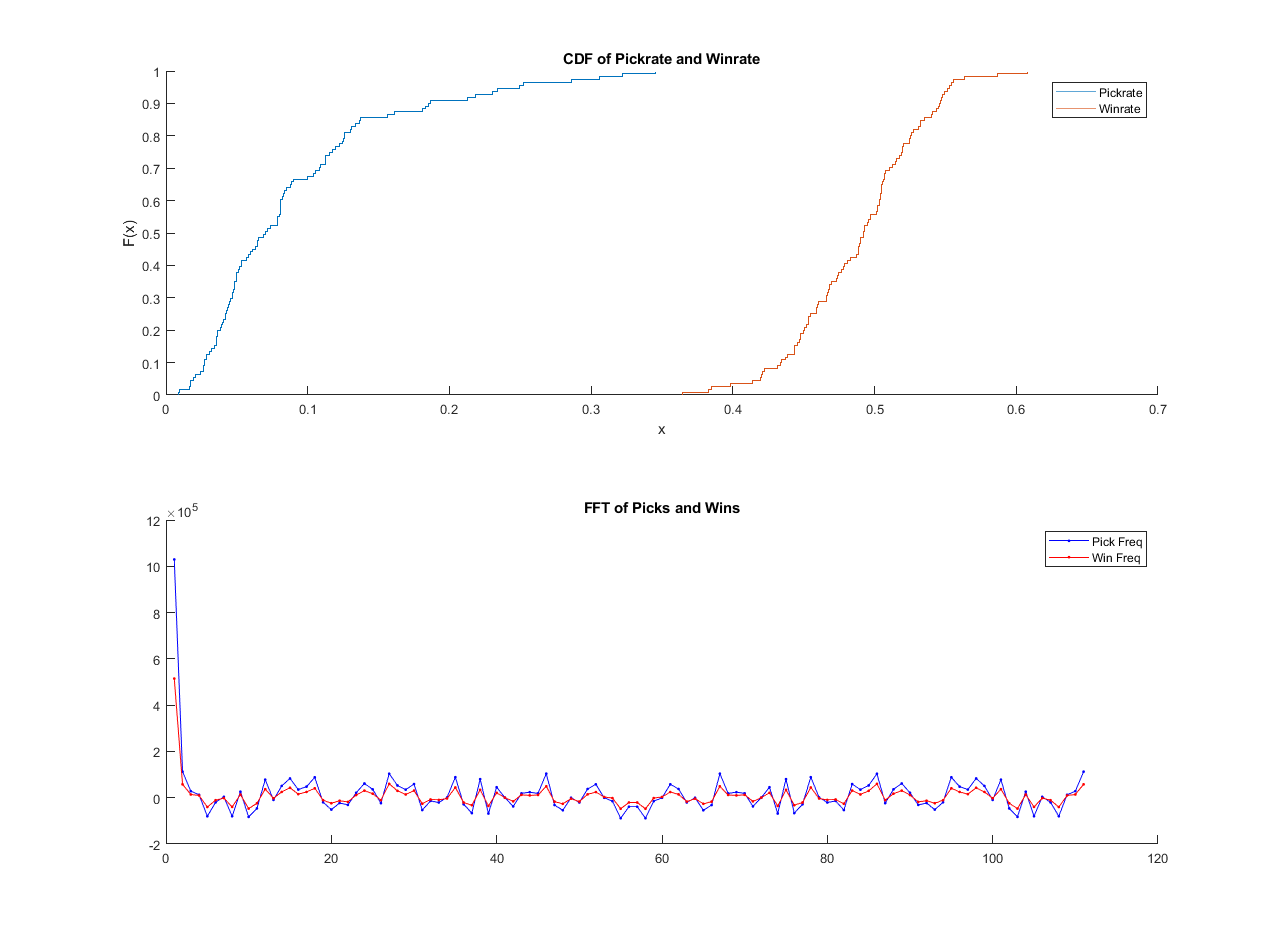 CDF of Pickrate and Winrate
1
0.9
0.8
0.7
0.6
0.5
0.4
0.3
0.2
0.1
0
F(x)
Pickrate
Winrate
0 0.1 0.2 0.3 0.4 0.5 0.6 0.7
x
FFT of Picks and Wins
×10^5
12
10
8
6
4
2
0
-2
Pick Freq
Win Freq
0 20 40 60 80 100 120